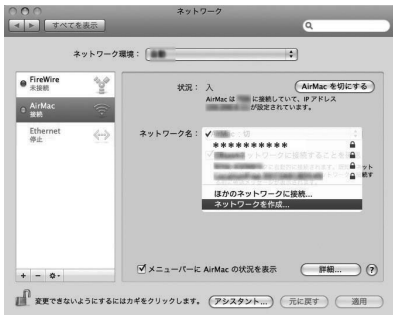 ネットワーク
すべてを表示
ネットワーク環境：
FireWire
未接続
AirMac
接続
Ethernet
停止
状況： 入
AirMac を切にする
AirMac は に接続していて、IP アドレス
が設定されています。
ネットワーク名：
**********
ほかのネットワークに接続...
ネットワークを作成...
メニューバーに AirMac の状況を表示
詳細...
?
変更できないようにするにはカギをクリックします。
アシスタント...
元に戻す
適用